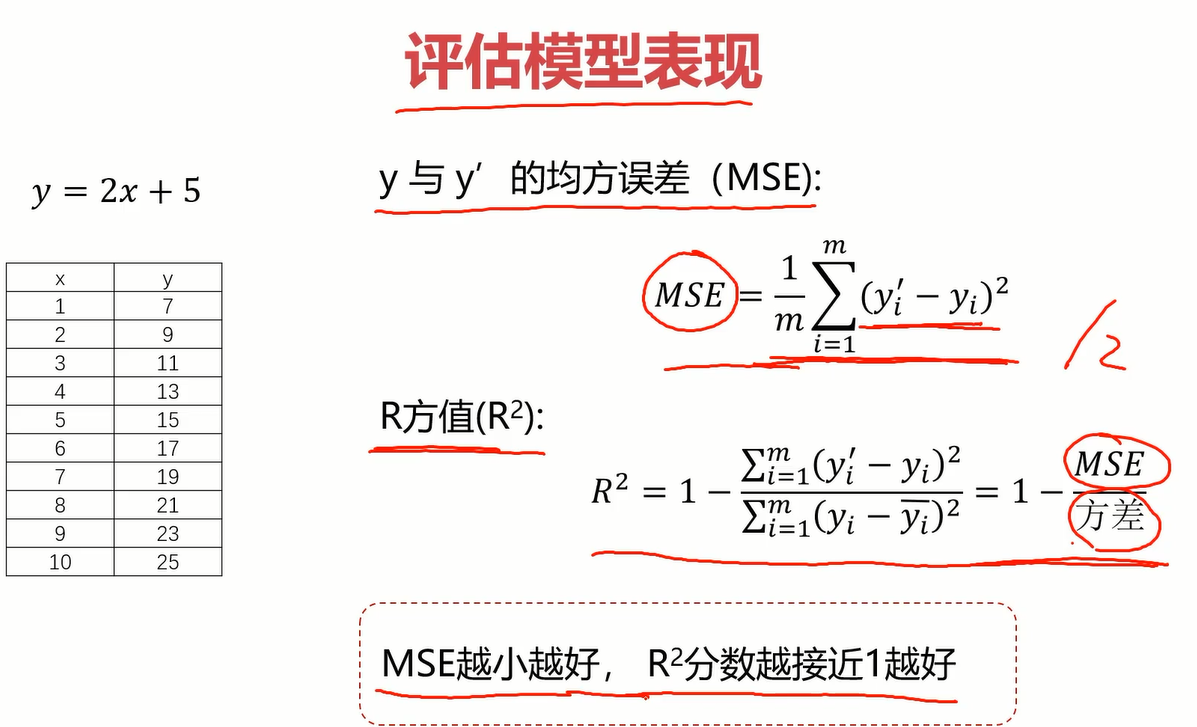 评估模型表现
y = 2x + 5
x y
1 7
2 9
3 11
4 13
5 15
6 17
7 19
8 21
9 23
10 25
y 与 y′ 的均方误差（MSE):
MSE = \frac{1}{m} \sum_{i=1}^{m} (y_i' - y_i)^2
/2
R方值(R²):
R^2 = 1 - \frac{\sum_{i=1}^{m} (y_i' - y_i)^2}{\sum_{i=1}^{m} (y_i - \overline{y_i})^2} = 1 - \frac{MSE}{方差}
MSE越小越好， R²分数越接近1越好